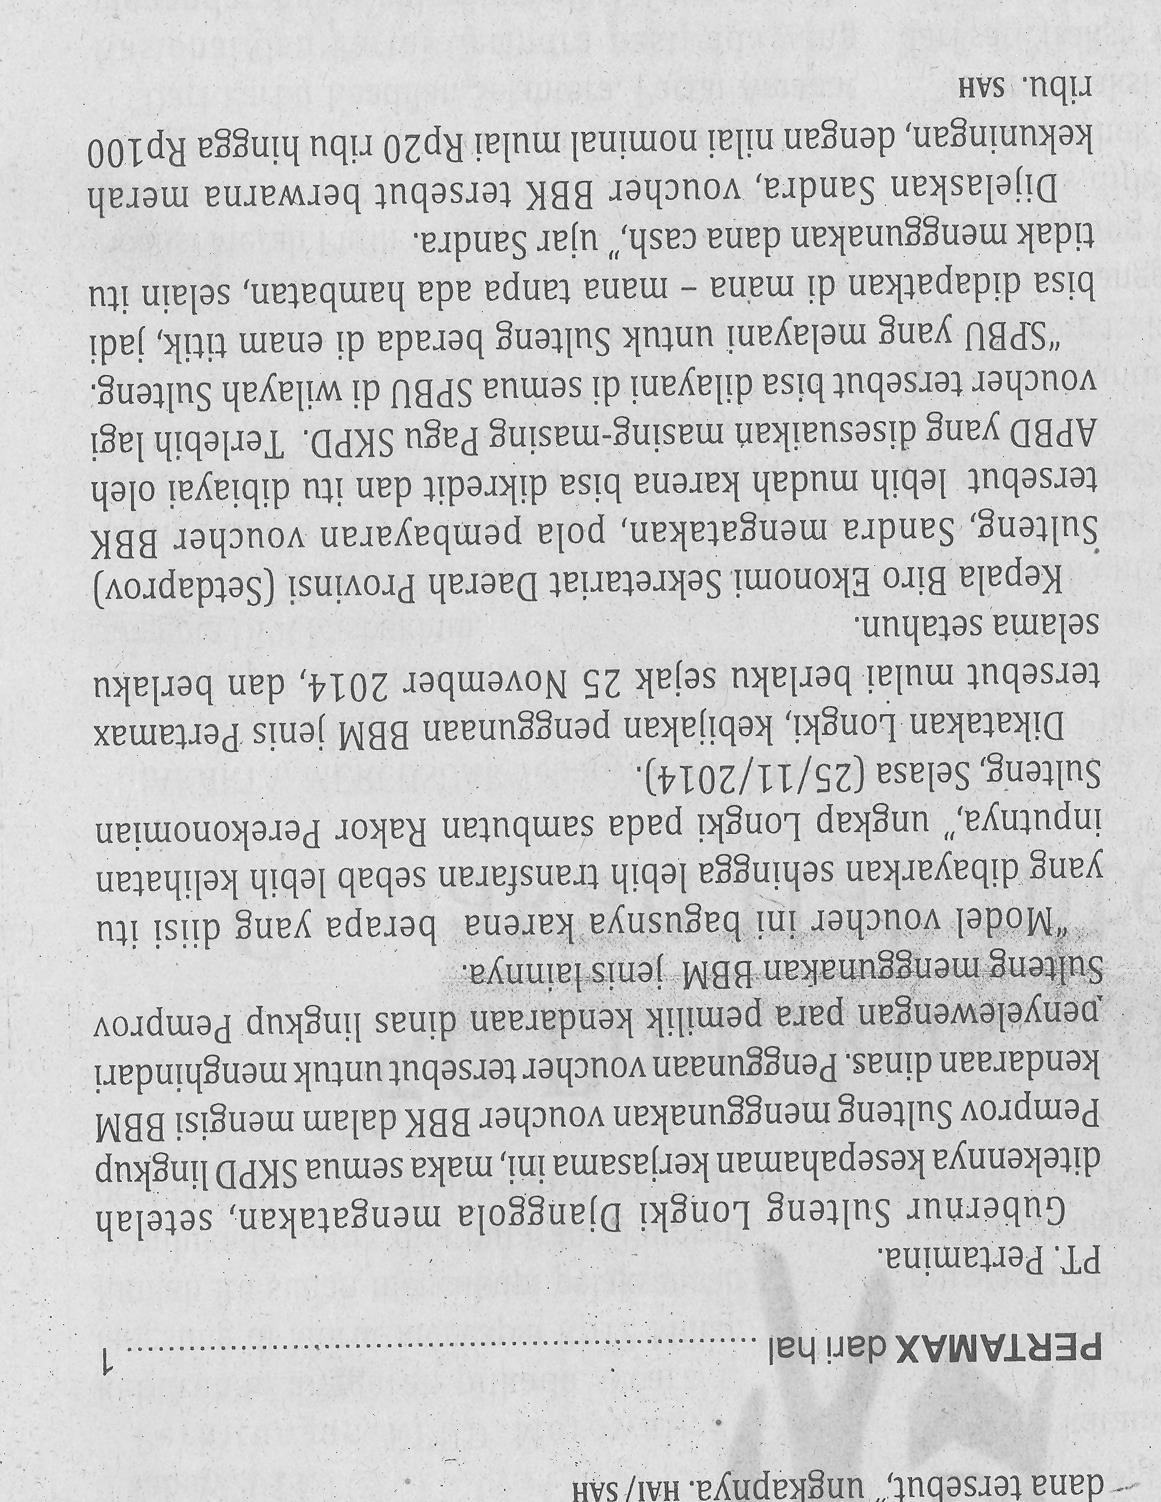 dana tersebut,” ungkapnya. HAI/ SAH
PERTAMAX dari hal ........................................................ 1
PT. Pertamina.
Gubernur Sulteng Longki Djanggola mengatakan, setelah
ditekennya kesepahaman kerjasama ini, maka semua SKPD lingkup
Pemprov Sulteng menggunakan voucher BBK dalam mengisi BBM
kendaraan dinas. Penggunaan voucher tersebut untuk menghindari
penyelewengan para pemilik kendaraan dinas lingkup Pemprov
Sulteng menggunakan BBM jenis lainnya.
“Model voucher ini bagusnya karena berapa yang diisi itu
yang dibayarkan sehingga lebih transfaran sebab lebih kelihatan
inputnya,” ungkap Longki pada sambutan Rakor Perekonomian
Sulteng, Selasa (25/11/2014).
Dikatakan Longki, kebijakan penggunaan BBM jenis Pertamax
tersebut mulai berlaku sejak 25 November 2014, dan berlaku
selama setahun.
Kepala Biro Ekonomi Sekretariat Daerah Provinsi (Setdaprov)
Sulteng, Sandra mengatakan, pola pembayaran voucher BBK
tersebut lebih mudah karena bisa dikredit dan itu dibiayai oleh
APBD yang disesuaikan masing-masing Pagu SKPD. Terlebih lagi
voucher tersebut bisa dilayani di semua SPBU di wilayah Sulteng.
“SPBU yang melayani untuk Sulteng berada di enam titik, jadi
bisa didapatkan di mana – mana tanpa ada hambatan, selain itu
tidak menggunakan dana cash,” ujar Sandra.
Dijelaskan Sandra, voucher BBK tersebut berwarna merah
kekuningan, dengan nilai nominal mulai Rp20 ribu hingga Rp100
ribu. SAH